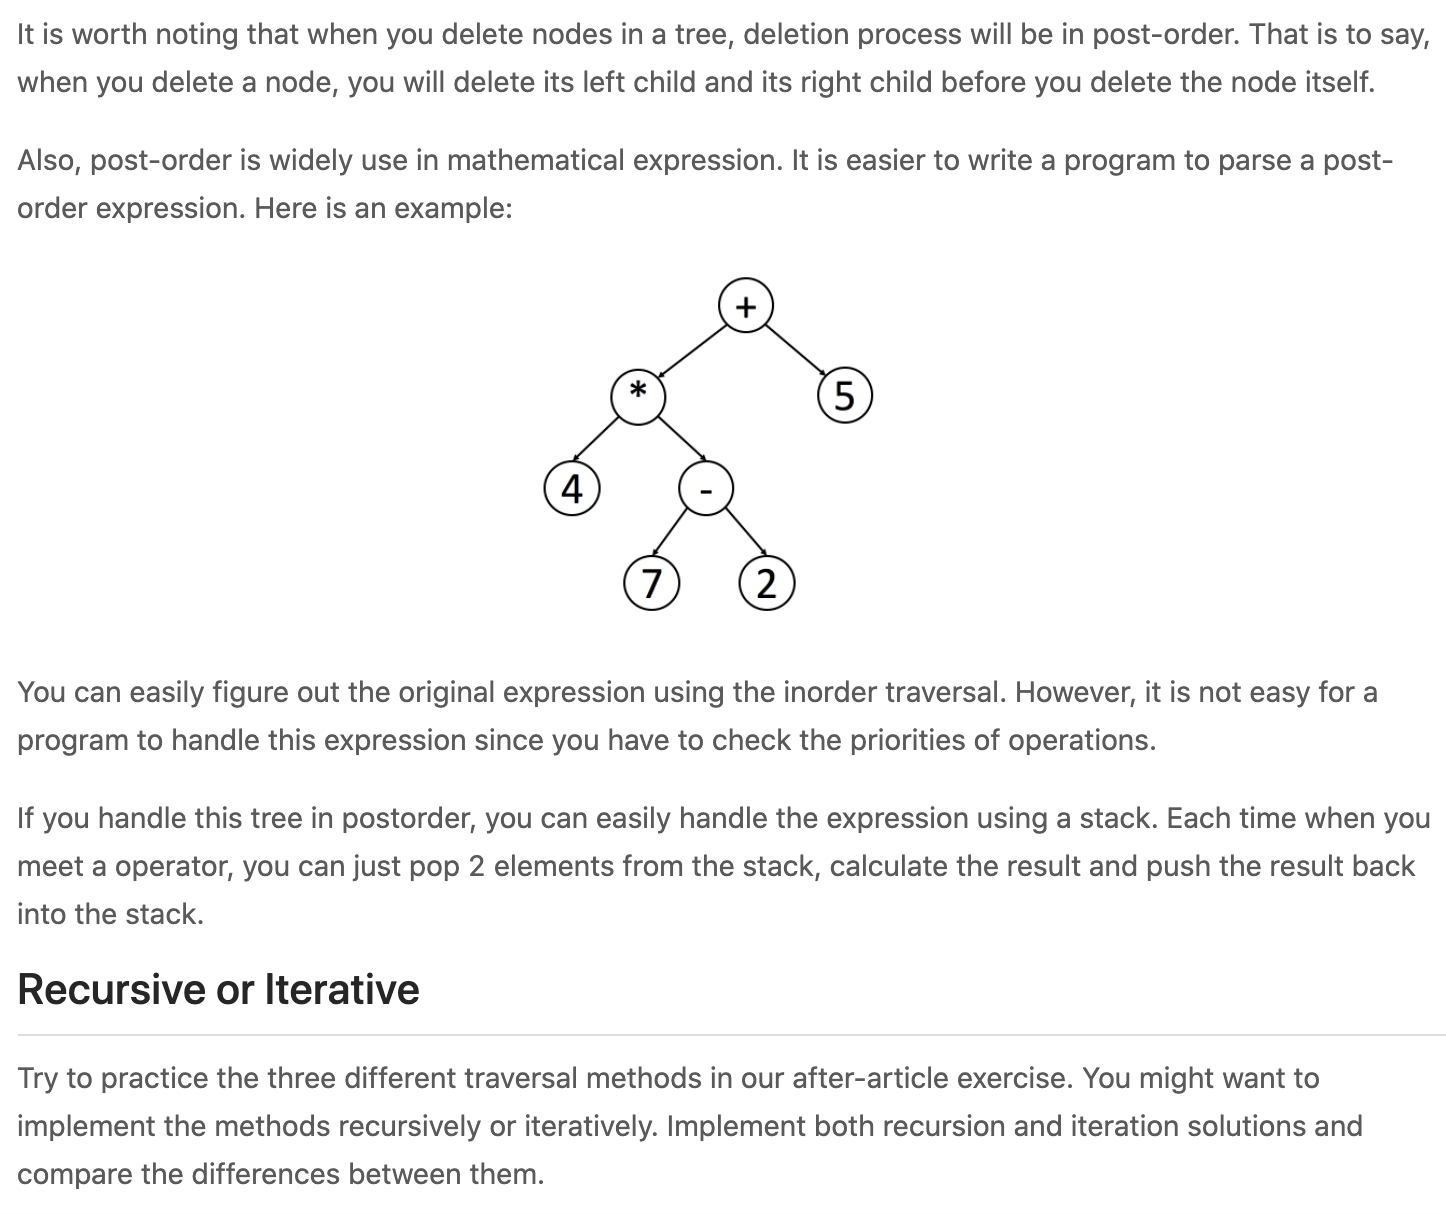 It is worth noting that when you delete nodes in a tree, deletion process will be in post-order. That is to say,
when you delete a node, you will delete its left child and its right child before you delete the node itself.
Also, post-order is widely use in mathematical expression. It is easier to write a program to parse a post-
order expression. Here is an example:
+
*
5
4
-
7
2
You can easily figure out the original expression using the inorder traversal. However, it is not easy for a
program to handle this expression since you have to check the priorities of operations.
If you handle this tree in postorder, you can easily handle the expression using a stack. Each time when you
meet a operator, you can just pop 2 elements from the stack, calculate the result and push the result back
into the stack.
Recursive or Iterative
Try to practice the three different traversal methods in our after-article exercise. You might want to
implement the methods recursively or iteratively. Implement both recursion and iteration solutions and
compare the differences between them.